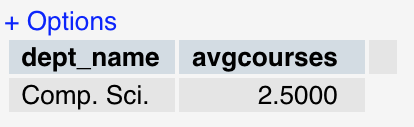 + Options
dept_name avgcourses
Comp. Sci. 2.5000